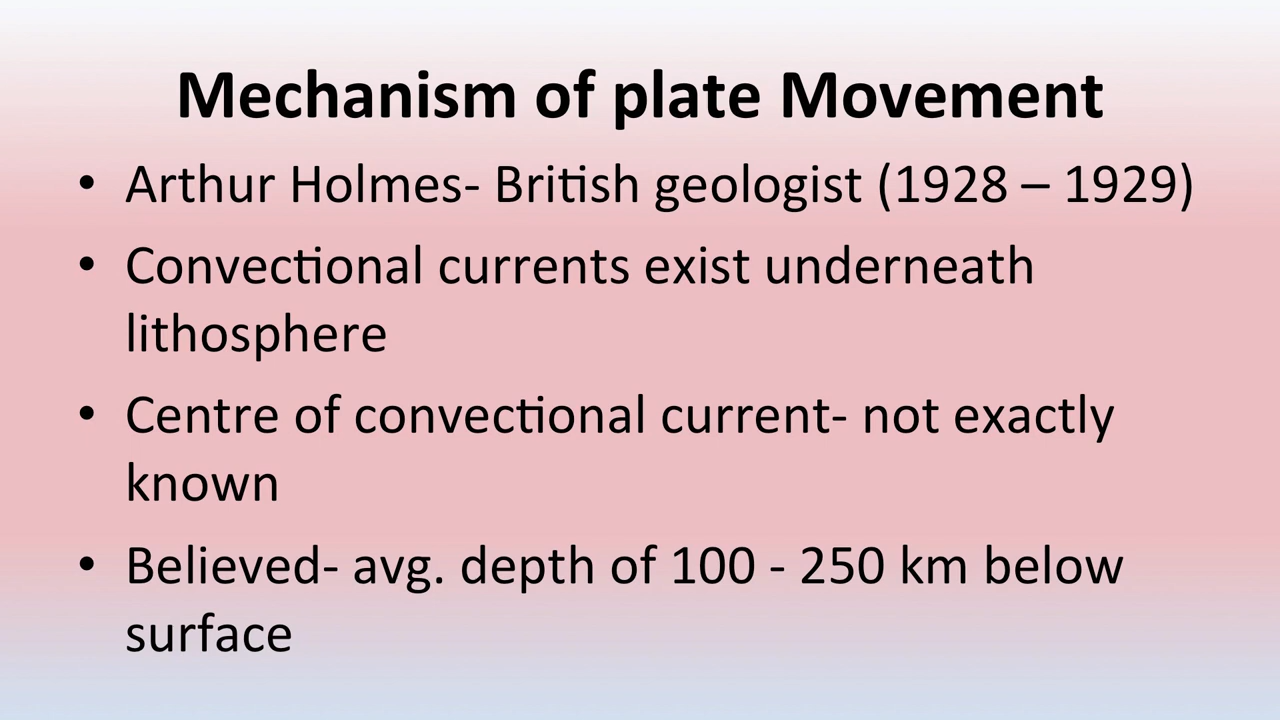 Mechanism of plate Movement
• Arthur Holmes- British geologist (1928 – 1929)
• Convectional currents exist underneath
lithosphere
• Centre of convectional current- not exactly
known
• Believed- avg. depth of 100 - 250 km below
surface